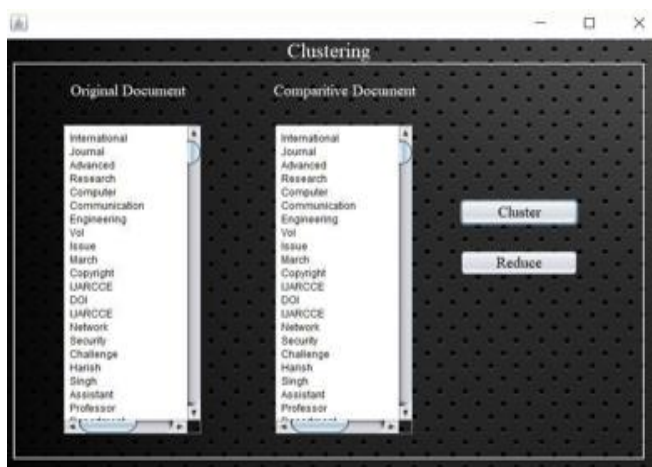 Clustering
Original Document
Comparitive Document
International
Journal
Advanced
Research
Computer
Communication
Engineering
Vol
Issue
March
Copyright
IJARCCE
DOI
IJARCCE
Network
Security
Challenge
Harish
Singh
Assistant
Professor
International
Journal
Advanced
Research
Computer
Communication
Engineering
Vol
Issue
March
Copyright
IJARCCE
DOI
IJARCCE
Network
Security
Challenge
Harish
Singh
Assistant
Professor
Cluster
Reduce